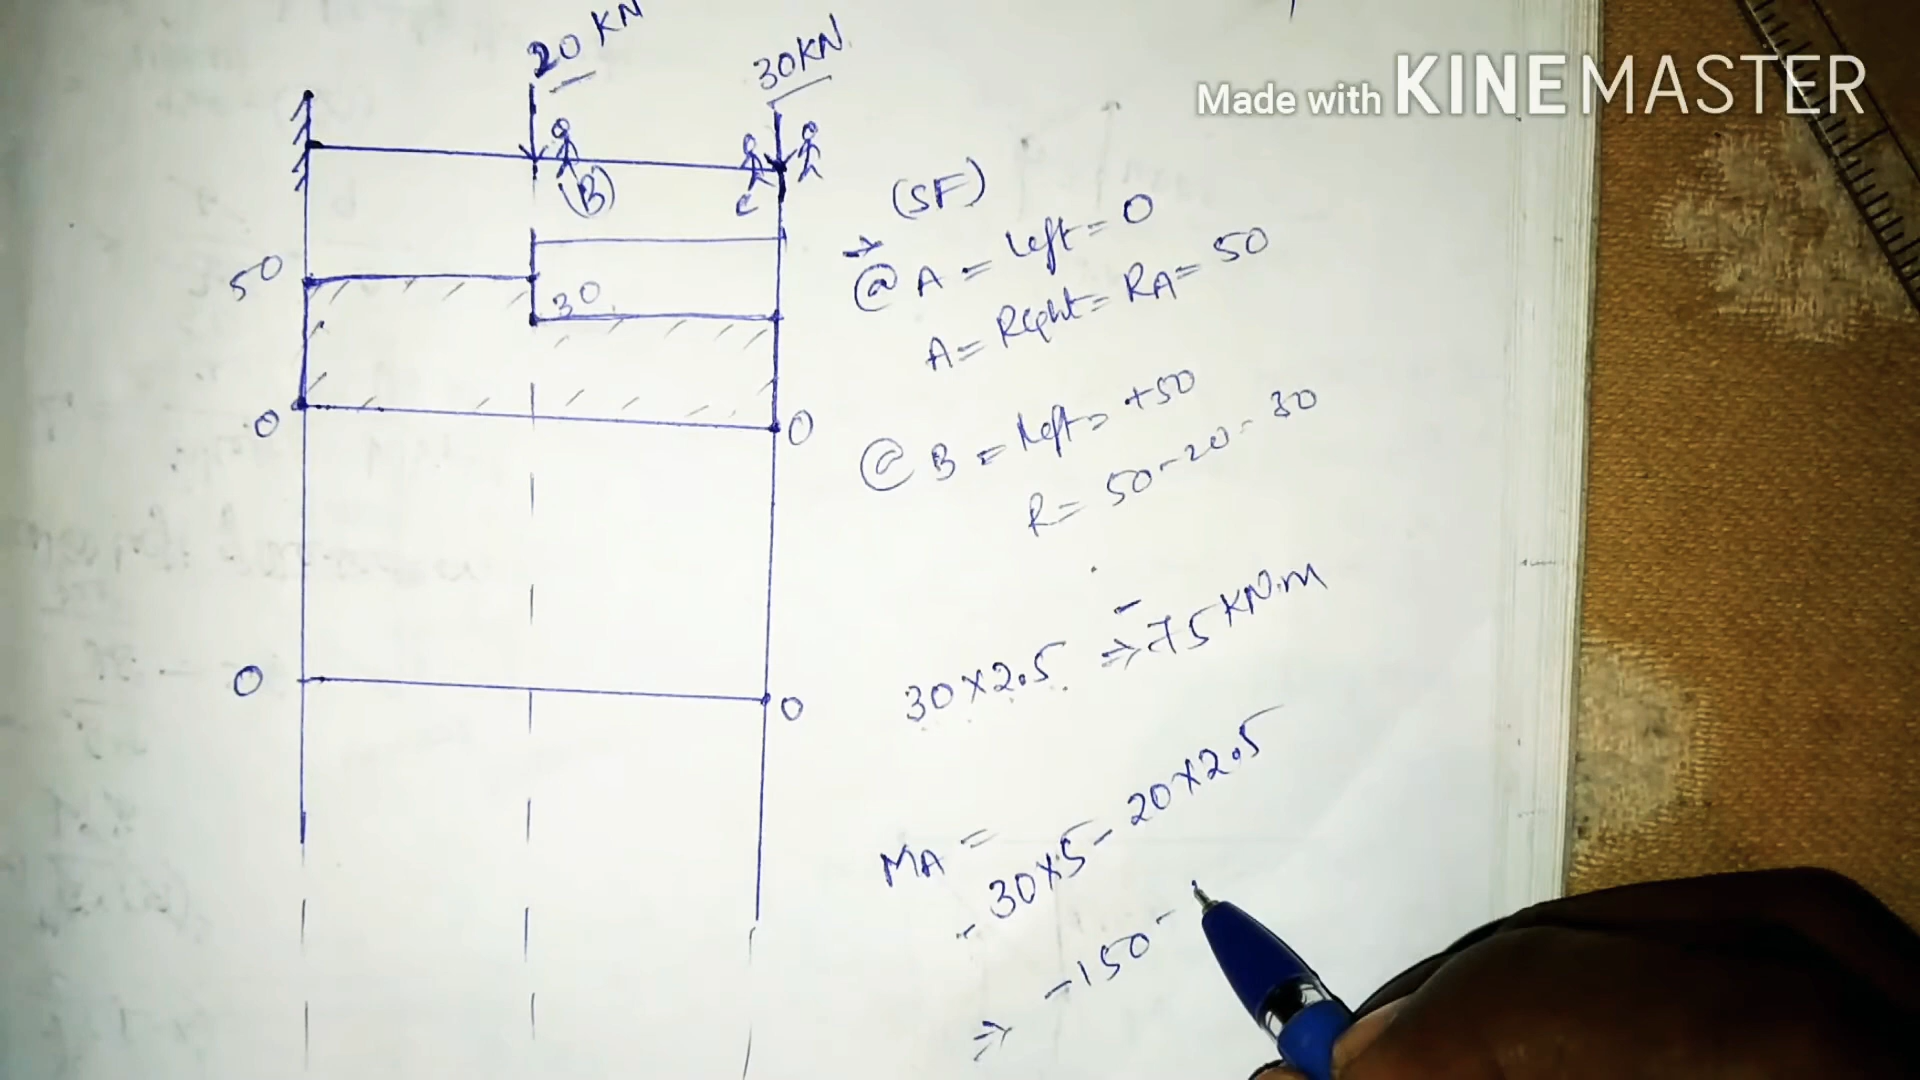 20 KN
30KN
Made with KINEMASTER
(B)
C
(SF)
→
@ A = left = 0
A = Right = RA = 50
50
30
0
0
@ B = left = +50
R = 50-20 = 30
30×2.5 ⇒ -75 KN.m
0
0
MA =
- 30×5 - 20×2.5
⇒ -150 -